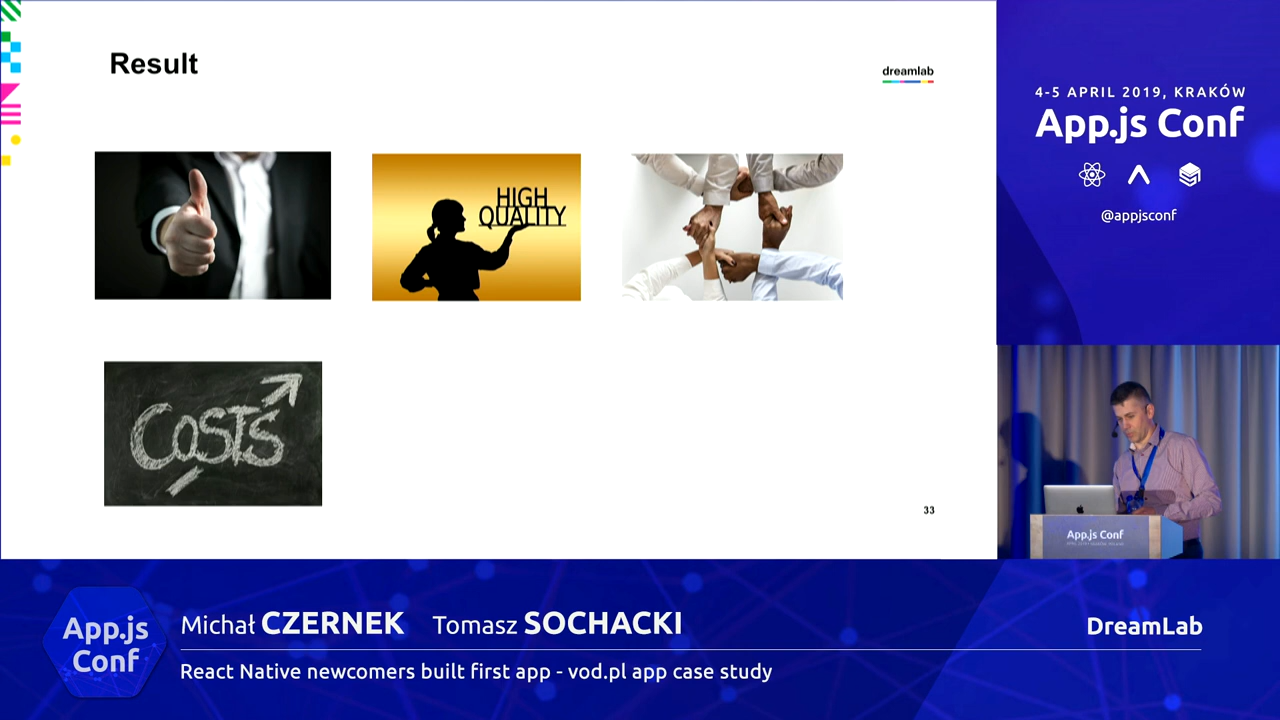 Result
dreamlab
HIGH
QUALITY
COSTS
33
4-5 APRIL 2019, KRAKÓW
App.js Conf
@appjsconf
App.js Conf
App.js
Conf
Michał CZERNEK Tomasz SOCHACKI
DreamLab
React Native newcomers built first app - vod.pl app case study